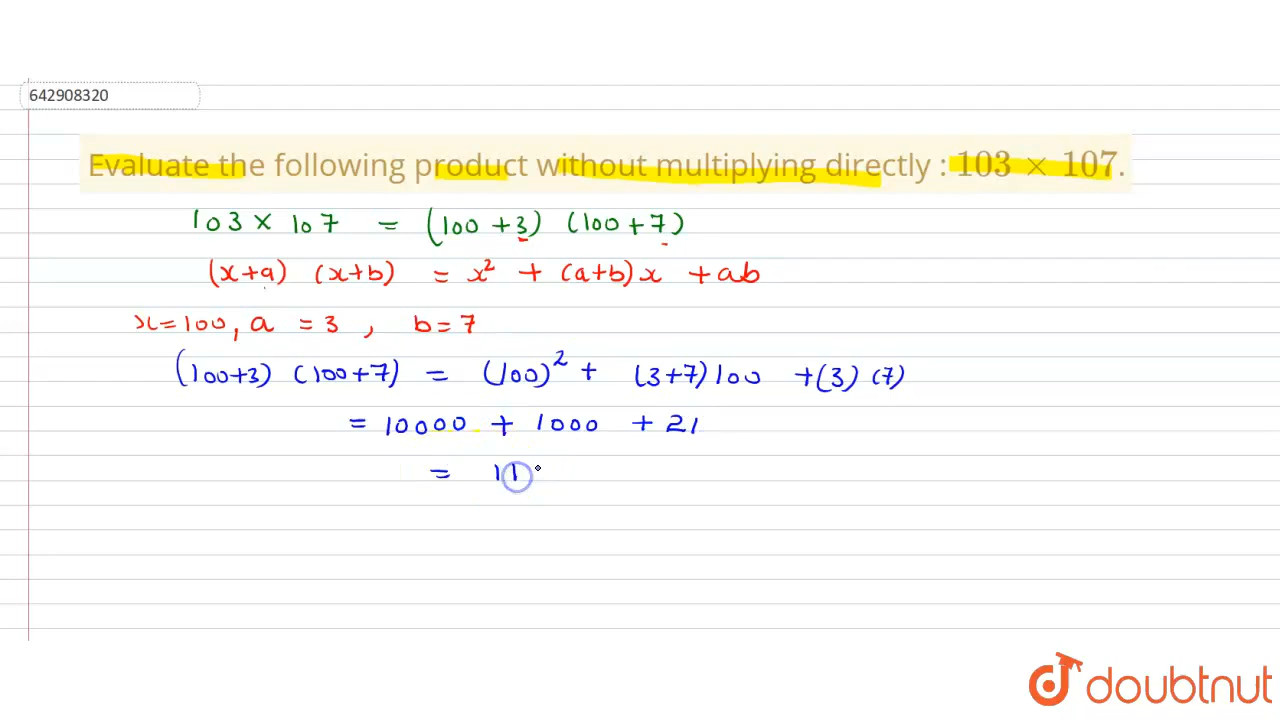 642908320
Evaluate the following product without multiplying directly : 103 × 107.
103 × 107 = (100 + 3) (100 + 7)
(x+a) (x+b) = x² + (a+b)x + ab
x=100, a = 3 , b = 7
(100+3) (100+7) = (100)² + (3+7)100 + (3) (7)
= 10000 + 1000 + 21
= 11
doubtnut